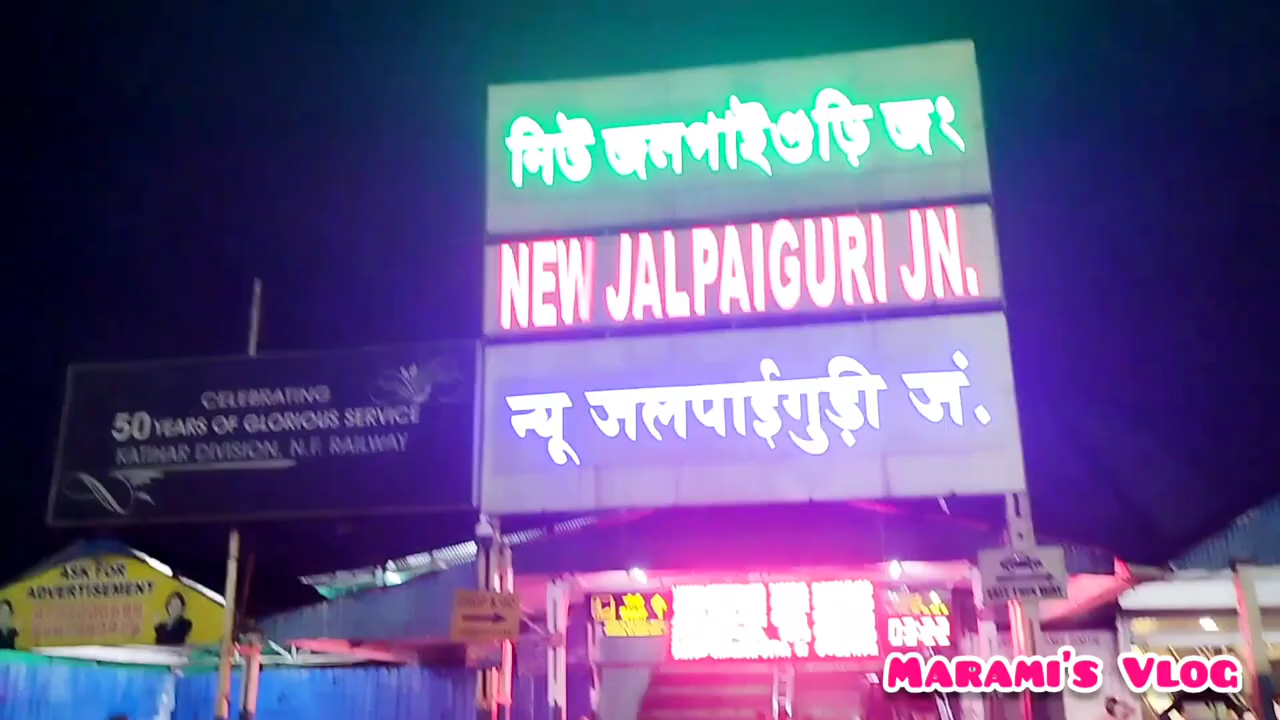 নিউ জলপাইগুড়ি জং
NEW JALPAIGURI JN.
न्यू जलपाईगुड़ी जं.
CELEBRATING
50 YEARS OF GLORIOUS SERVICE
KATIHAR DIVISION, N.F. RAILWAY
ASK FOR
ADVERTISEMENT
MARAMI'S VLOG